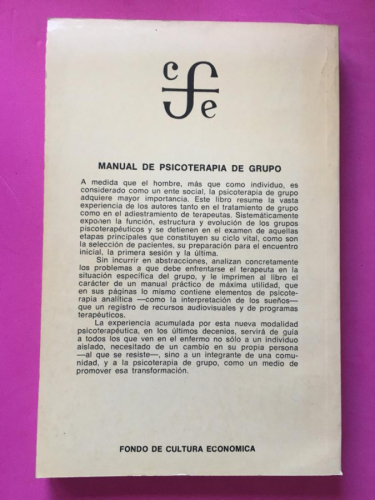 c f e
MANUAL DE PSICOTERAPIA DE GRUPO
A medida que el hombre, más que como individuo, es
considerado como un ente social, la psicoterapia de grupo
adquiere mayor importancia. Este libro resume la vasta
experiencia de los autores tanto en el tratamiento de grupo
como en el adiestramiento de terapeutas. Sistemáticamente
exponen la función, estructura y evolución de los grupos
piscoterapéuticos y se detienen en el examen de aquellas
etapas principales que constituyen su ciclo vital, como son
la selección de pacientes, su preparación para el encuentro
inicial, la primera sesión y la última.
Sin incurrir en abstracciones, analizan concretamente
los problemas a que debe enfrentarse el terapeuta en la
situación específica del grupo, y le imprimen al libro el
carácter de un manual práctico de máxima utilidad, que
en sus páginas lo mismo contiene elementos de psicote-
rapia analítica —como la interpretación de los sueños—
que un registro de recursos audiovisuales y de programas
terapéuticos.
La experiencia acumulada por esta nueva modalidad
psicoterapéutica, en los últimos decenios, servirá de guía
a todos los que ven en el enfermo no sólo a un individuo
aislado, necesitado de un cambio en su propia persona
—al que se resiste—, sino a un integrante de una comu-
nidad, y a la psicoterapia de grupo, como un medio de
promover esa transformación.
FONDO DE CULTURA ECONOMICA